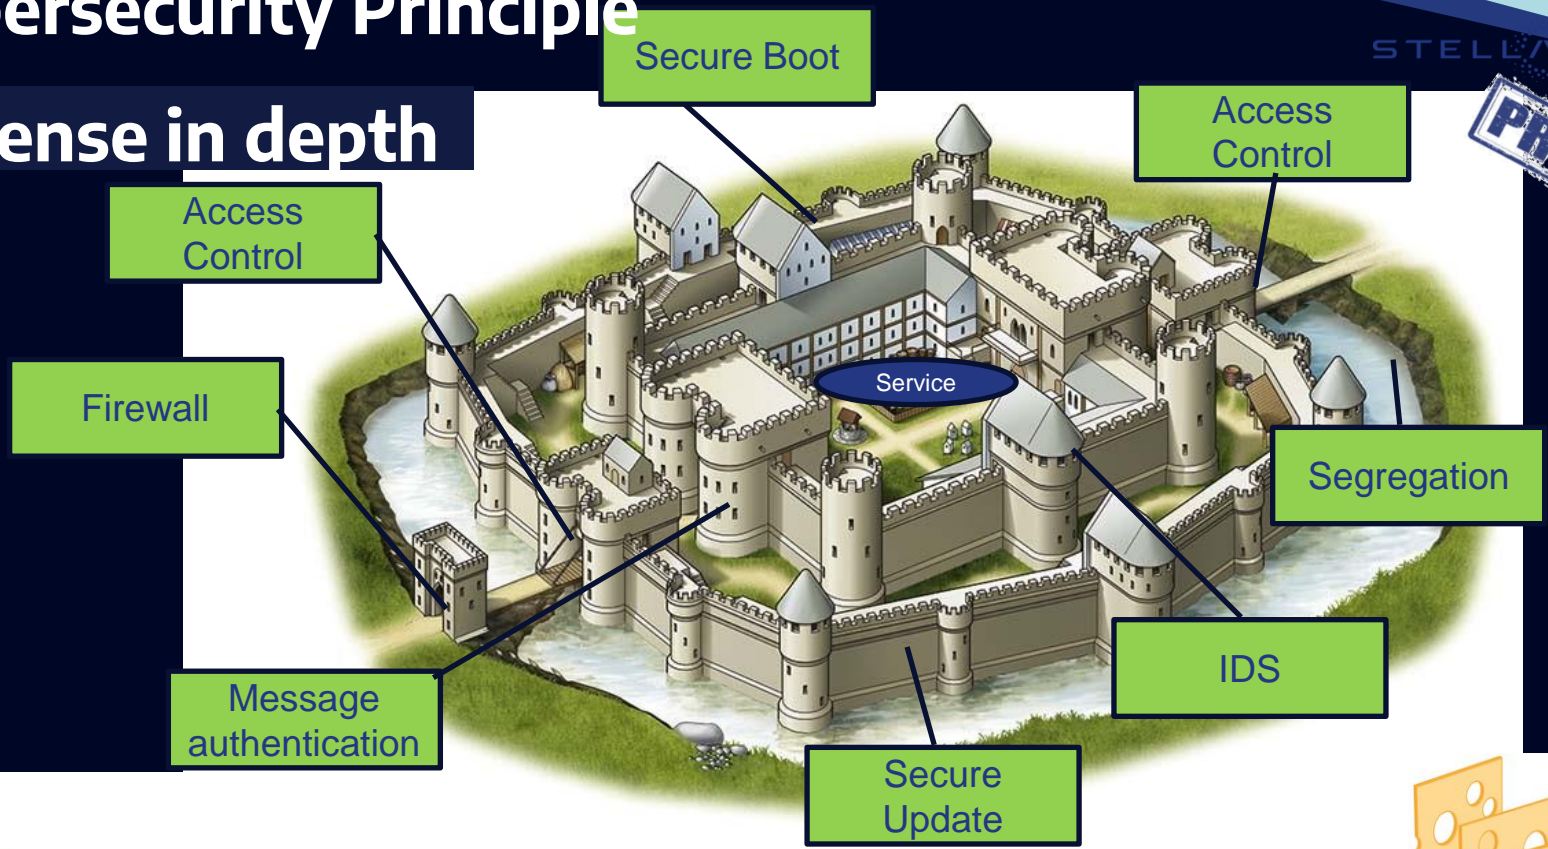 ersecurity Principle
Secure Boot
STELL
ense in depth
Access
Control
PR
Access
Control
Firewall
Service
Segregation
IDS
Message
authentication
Secure
Update